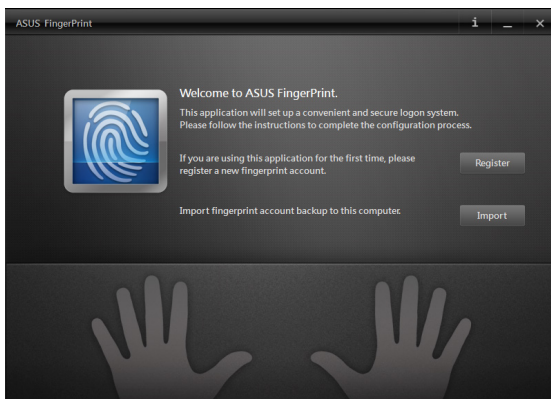 ASUS FingerPrint
Welcome to ASUS FingerPrint.
This application will set up a convenient and secure logon system.
Please follow the instructions to complete the configuration process.
If you are using this application for the first time, please
register a new fingerprint account.
Register
Import fingerprint account backup to this computer.
Import